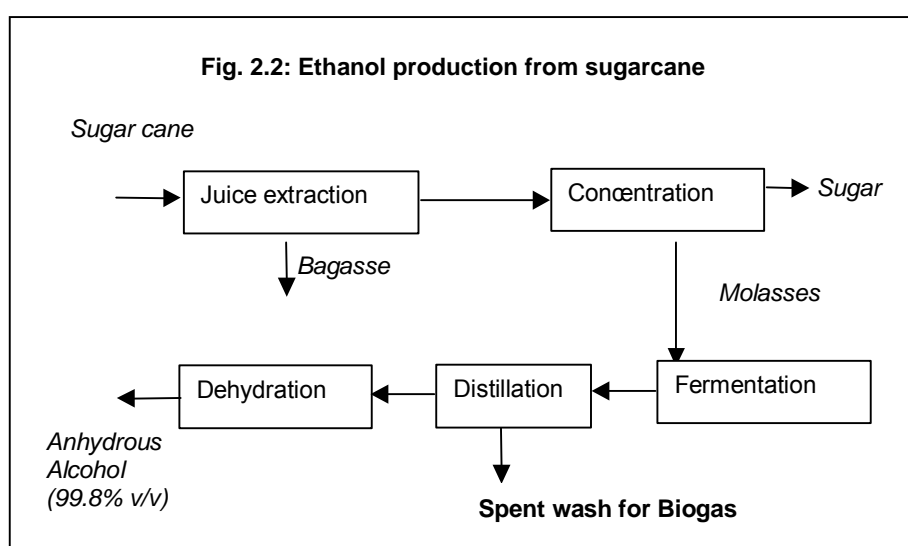 Fig. 2.2: Ethanol production from sugarcane
Sugar cane
Juice extraction
Concentration
Sugar
Bagasse
Molasses
Dehydration
Distillation
Fermentation
Anhydrous
Alcohol
(99.8% v/v)
Spent wash for Biogas